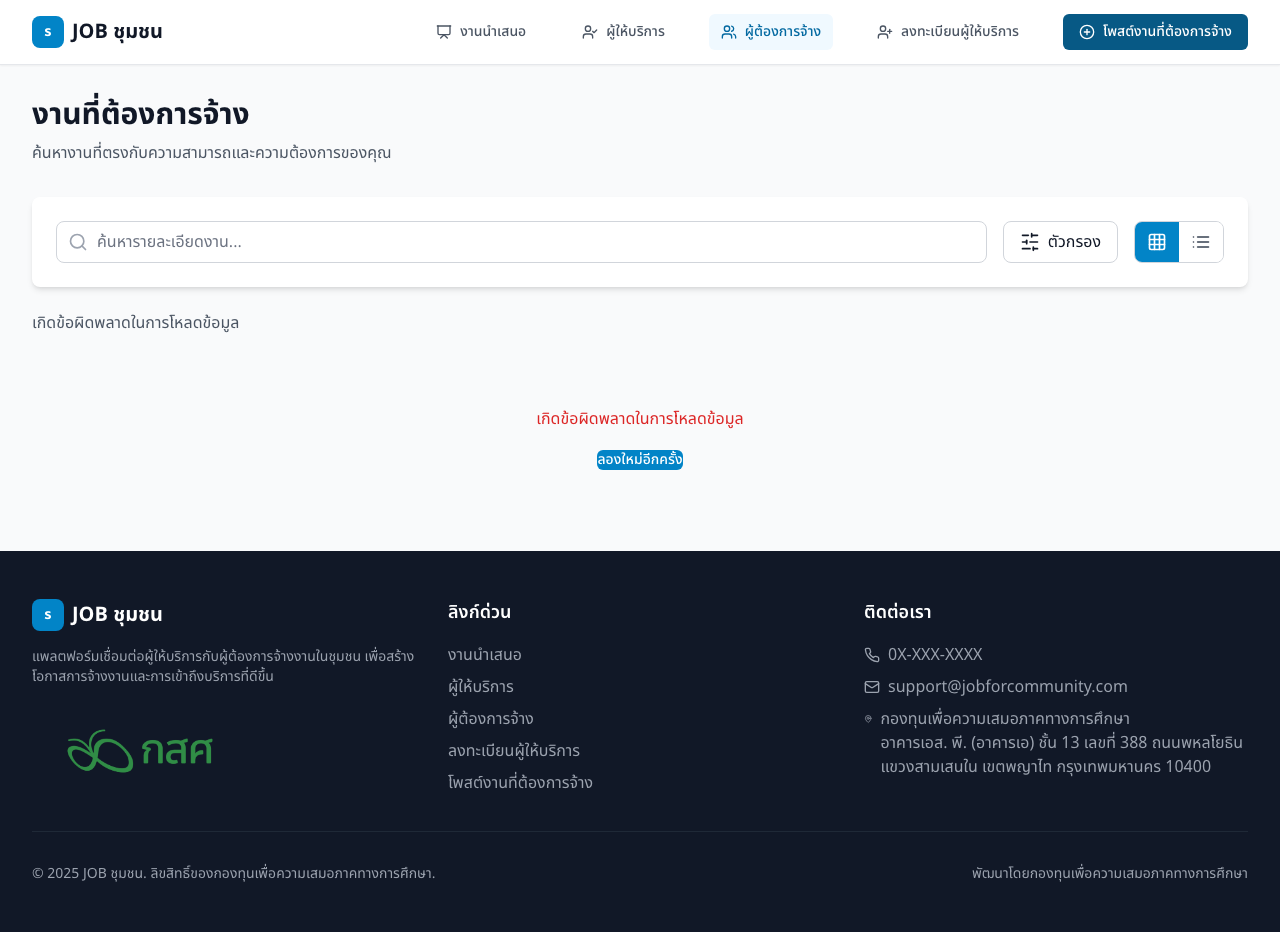 s JOB ชุมชน
งานนำเสนอ
ผู้ให้บริการ
ผู้ต้องการจ้าง
ลงทะเบียนผู้ให้บริการ
โพสต์งานที่ต้องการจ้าง
งานที่ต้องการจ้าง
ค้นหางานที่ตรงกับความสามารถและความต้องการของคุณ
ค้นหารายละเอียดงาน...
ตัวกรอง
เกิดข้อผิดพลาดในการโหลดข้อมูล
เกิดข้อผิดพลาดในการโหลดข้อมูล
ลองใหม่อีกครั้ง
s JOB ชุมชน
แพลตฟอร์มเชื่อมต่อผู้ให้บริการกับผู้ต้องการจ้างงานในชุมชน เพื่อสร้าง
โอกาสการจ้างงานและการเข้าถึงบริการที่ดีขึ้น
กสศ
ลิงก์ด่วน
งานนำเสนอ
ผู้ให้บริการ
ผู้ต้องการจ้าง
ลงทะเบียนผู้ให้บริการ
โพสต์งานที่ต้องการจ้าง
ติดต่อเรา
0X-XXX-XXXX
support@jobforcommunity.com
กองทุนเพื่อความเสมอภาคทางการศึกษา
อาคารเอส. พี. (อาคารเอ) ชั้น 13 เลขที่ 388 ถนนพหลโยธิน
แขวงสามเสนใน เขตพญาไท กรุงเทพมหานคร 10400
© 2025 JOB ชุมชน. ลิขสิทธิ์ของกองทุนเพื่อความเสมอภาคทางการศึกษา.
พัฒนาโดยกองทุนเพื่อความเสมอภาคทางการศึกษา